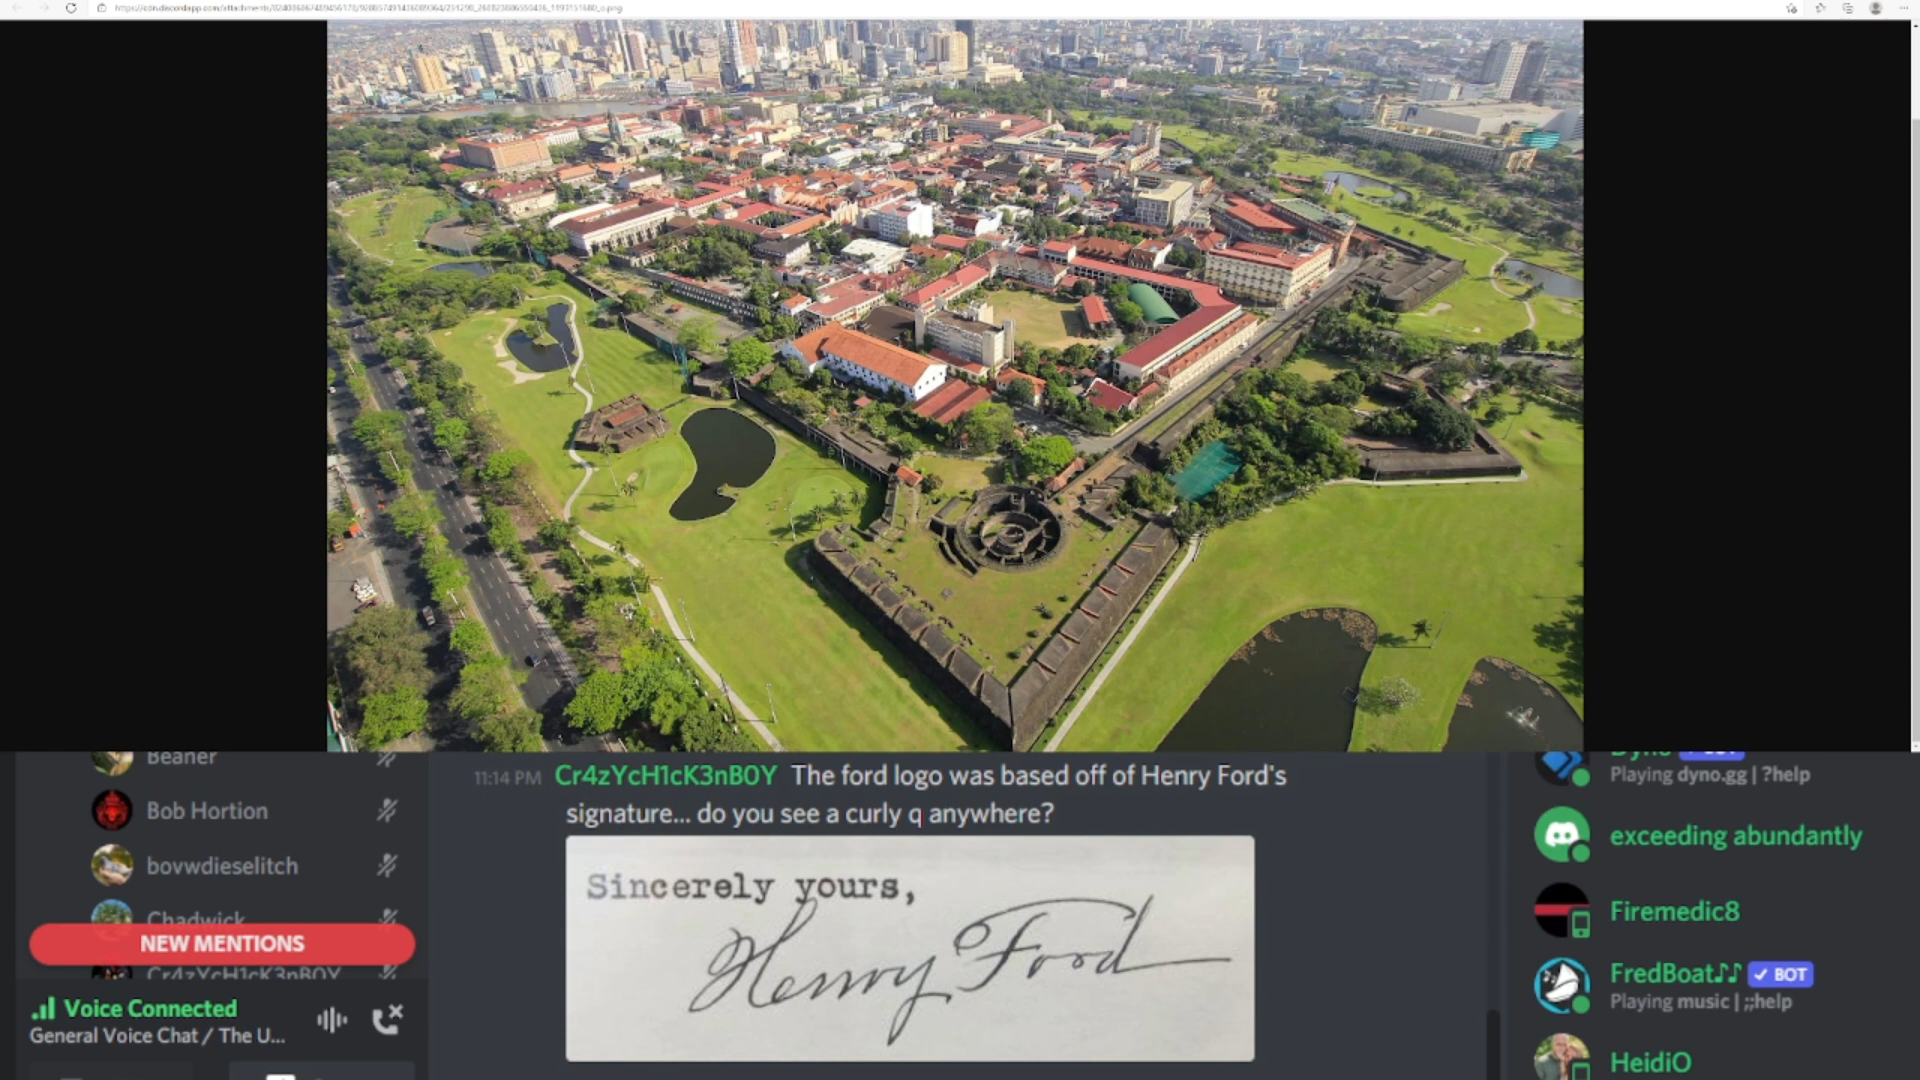 Beaner
Bob Hortion
bovwdieselitch
Chadwick
NEW MENTIONS
Cr4zYcH1cK3nB0Y
Voice Connected
General Voice Chat / The U...
11:14 PM Cr4zYcH1cK3nB0Y The ford logo was based off of Henry Ford's
signature... do you see a curly q anywhere?
Sincerely yours,
Henry Ford
Dyno
Playing dyno.gg | ?help
exceeding abundantly
Firemedic8
FredBoat♪♪ ✓ BOT
Playing music | ;;help
HeidiO